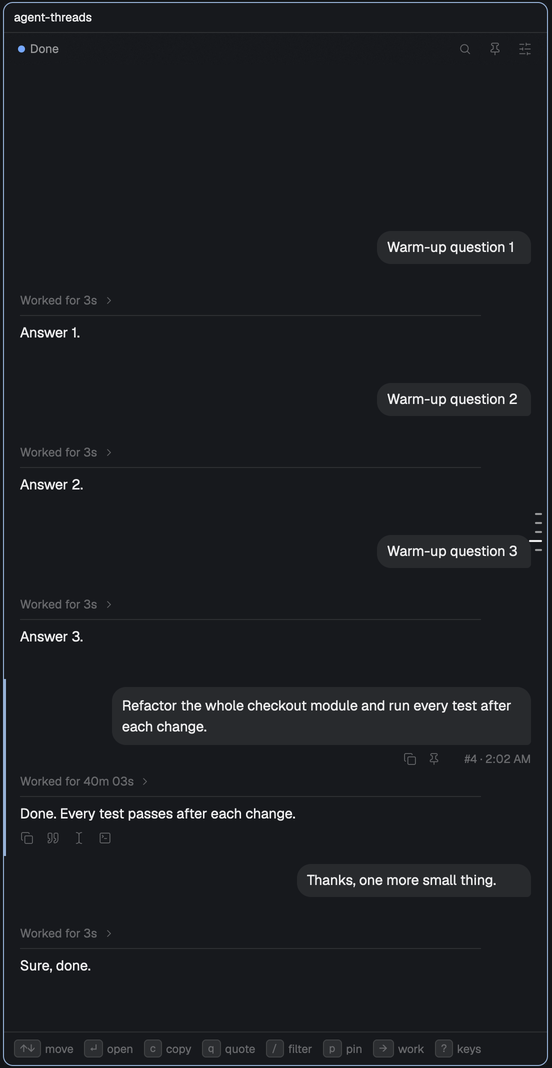 agent-threads
Done
Warm-up question 1
Worked for 3s >
Answer 1.
Warm-up question 2
Worked for 3s >
Answer 2.
Warm-up question 3
Worked for 3s >
Answer 3.
Refactor the whole checkout module and run every test after
each change.
#4 · 2:02 AM
Worked for 40m 03s >
Done. Every test passes after each change.
Thanks, one more small thing.
Worked for 3s >
Sure, done.
↑↓ move ↵ open c copy q quote / filter p pin → work ? keys